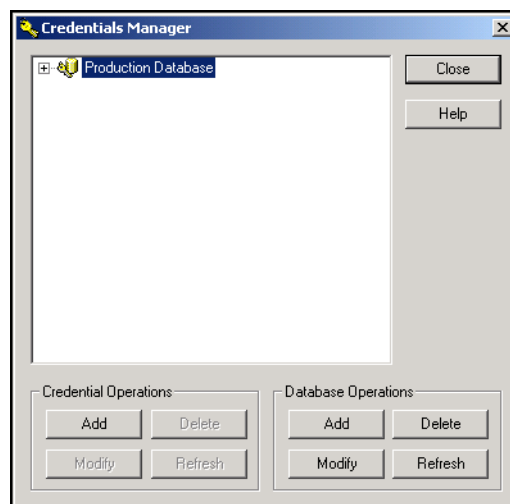 Credentials Manager
Production Database
Close
Help
Credential Operations
Add
Delete
Modify
Refresh
Database Operations
Add
Delete
Modify
Refresh